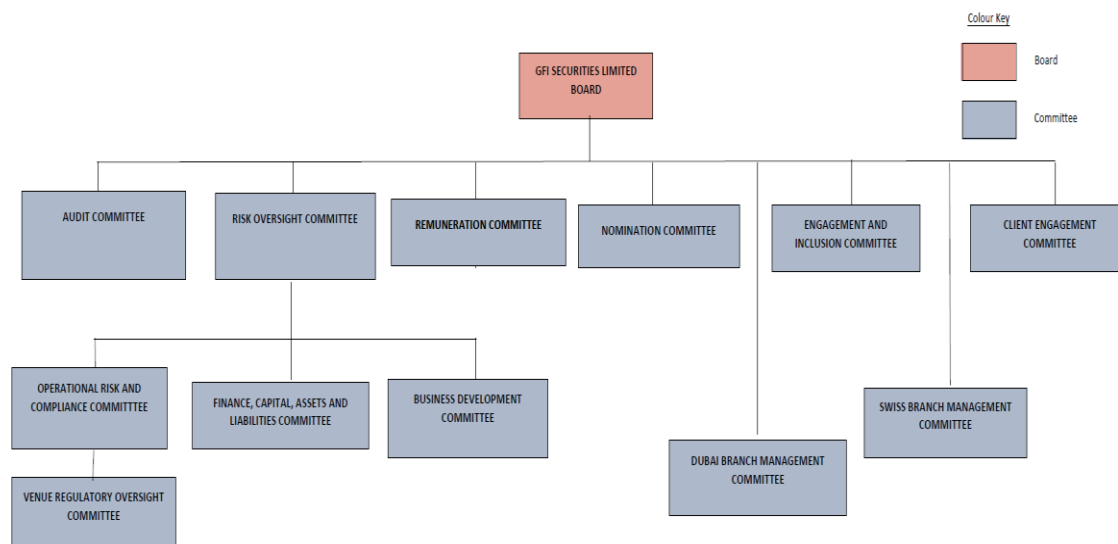 Colour Key
Board
Committee
GFI SECURITIES LIMITED
BOARD
AUDIT COMMITTEE
RISK OVERSIGHT COMMITTEE
REMUNERATION COMMITTEE
NOMINATION COMMITTEE
ENGAGEMENT AND
INCLUSION COMMITTEE
CLIENT ENGAGEMENT
COMMITTEE
OPERATIONAL RISK AND
COMPLIANCE COMMITTTEE
FINANCE, CAPITAL, ASSETS AND
LIABILITIES COMMITTEE
BUSINESS DEVELOPMENT
COMMITTEE
SWISS BRANCH MANAGEMENT
COMMITTEE
DUBAI BRANCH MANAGEMENT
COMMITTEE
VENUE REGULATORY OVERSIGHT
COMMITTEE